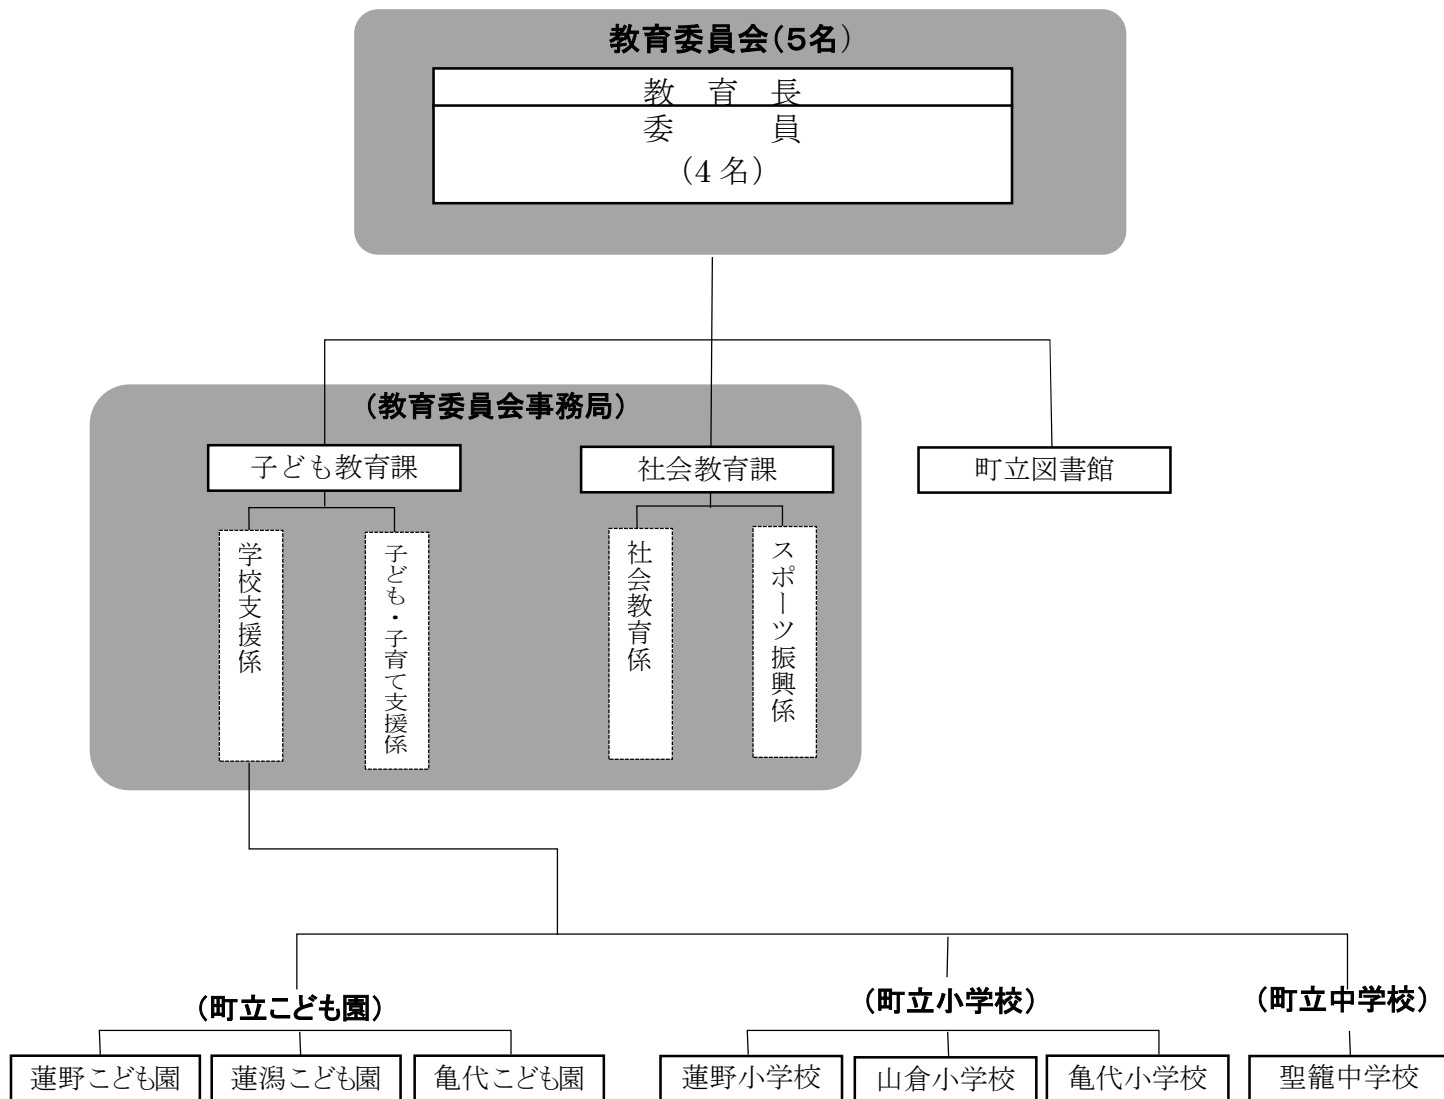 教育委員会(５名)
教　育　長
委　　　員
(4 名)
(教育委員会事務局)
子ども教育課
社会教育課
町立図書館
学校支援係
子ども・子育て支援係
社会教育係
スポーツ振興係
(町立こども園)
(町立小学校)
(町立中学校)
蓮野こども園
蓮潟こども園
亀代こども園
蓮野小学校
山倉小学校
亀代小学校
聖籠中学校